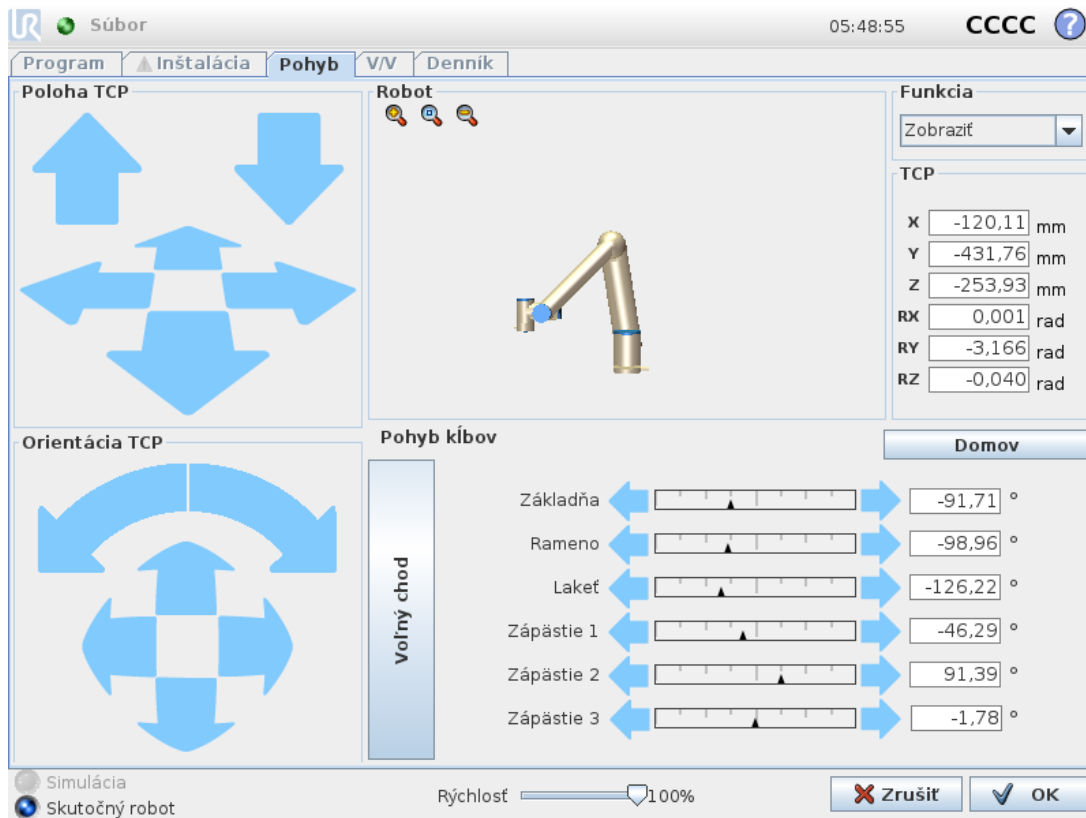 UR Súbor 05:48:55 CCCC ?
Program Inštalácia Pohyb V/V Denník
Poloha TCP
Robot
Funkcia
Zobraziť
TCP
X -120,11 mm
Y -431,76 mm
Z -253,93 mm
RX 0,001 rad
RY -3,166 rad
RZ -0,040 rad
Orientácia TCP
Pohyb kĺbov
Domov
Voľný chod
Základňa -91,71 °
Rameno -98,96 °
Lakeť -126,22 °
Zápästie 1 -46,29 °
Zápästie 2 91,39 °
Zápästie 3 -1,78 °
Simulácia
Skutočný robot
Rýchlosť 100%
Zrušiť
OK